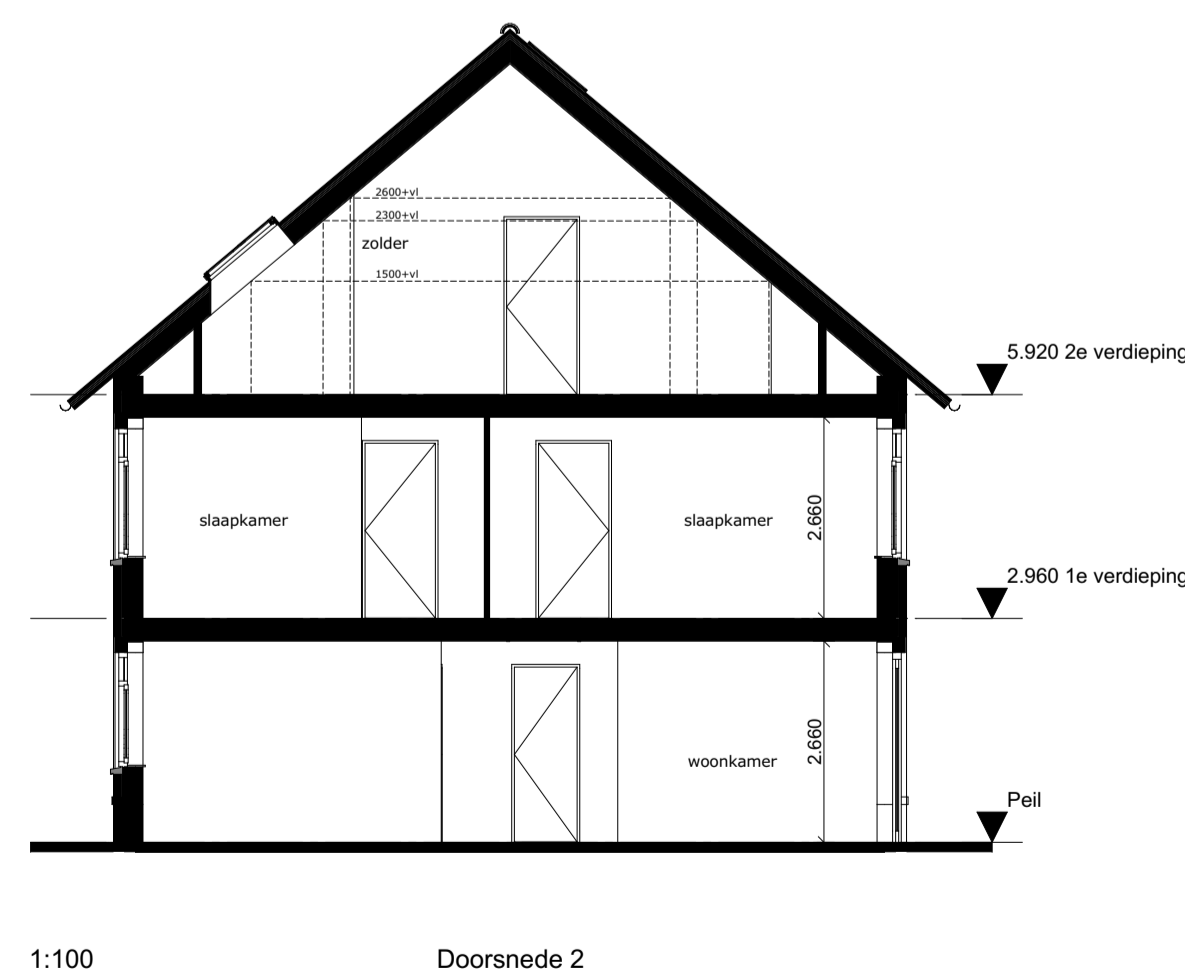 2600+vl
2300+vl
zolder
1500+vl
5.920 2e verdieping
slaapkamer
slaapkamer
2.660
2.960 1e verdieping
2.660
woonkamer
Peil
1:100
Doorsnede 2